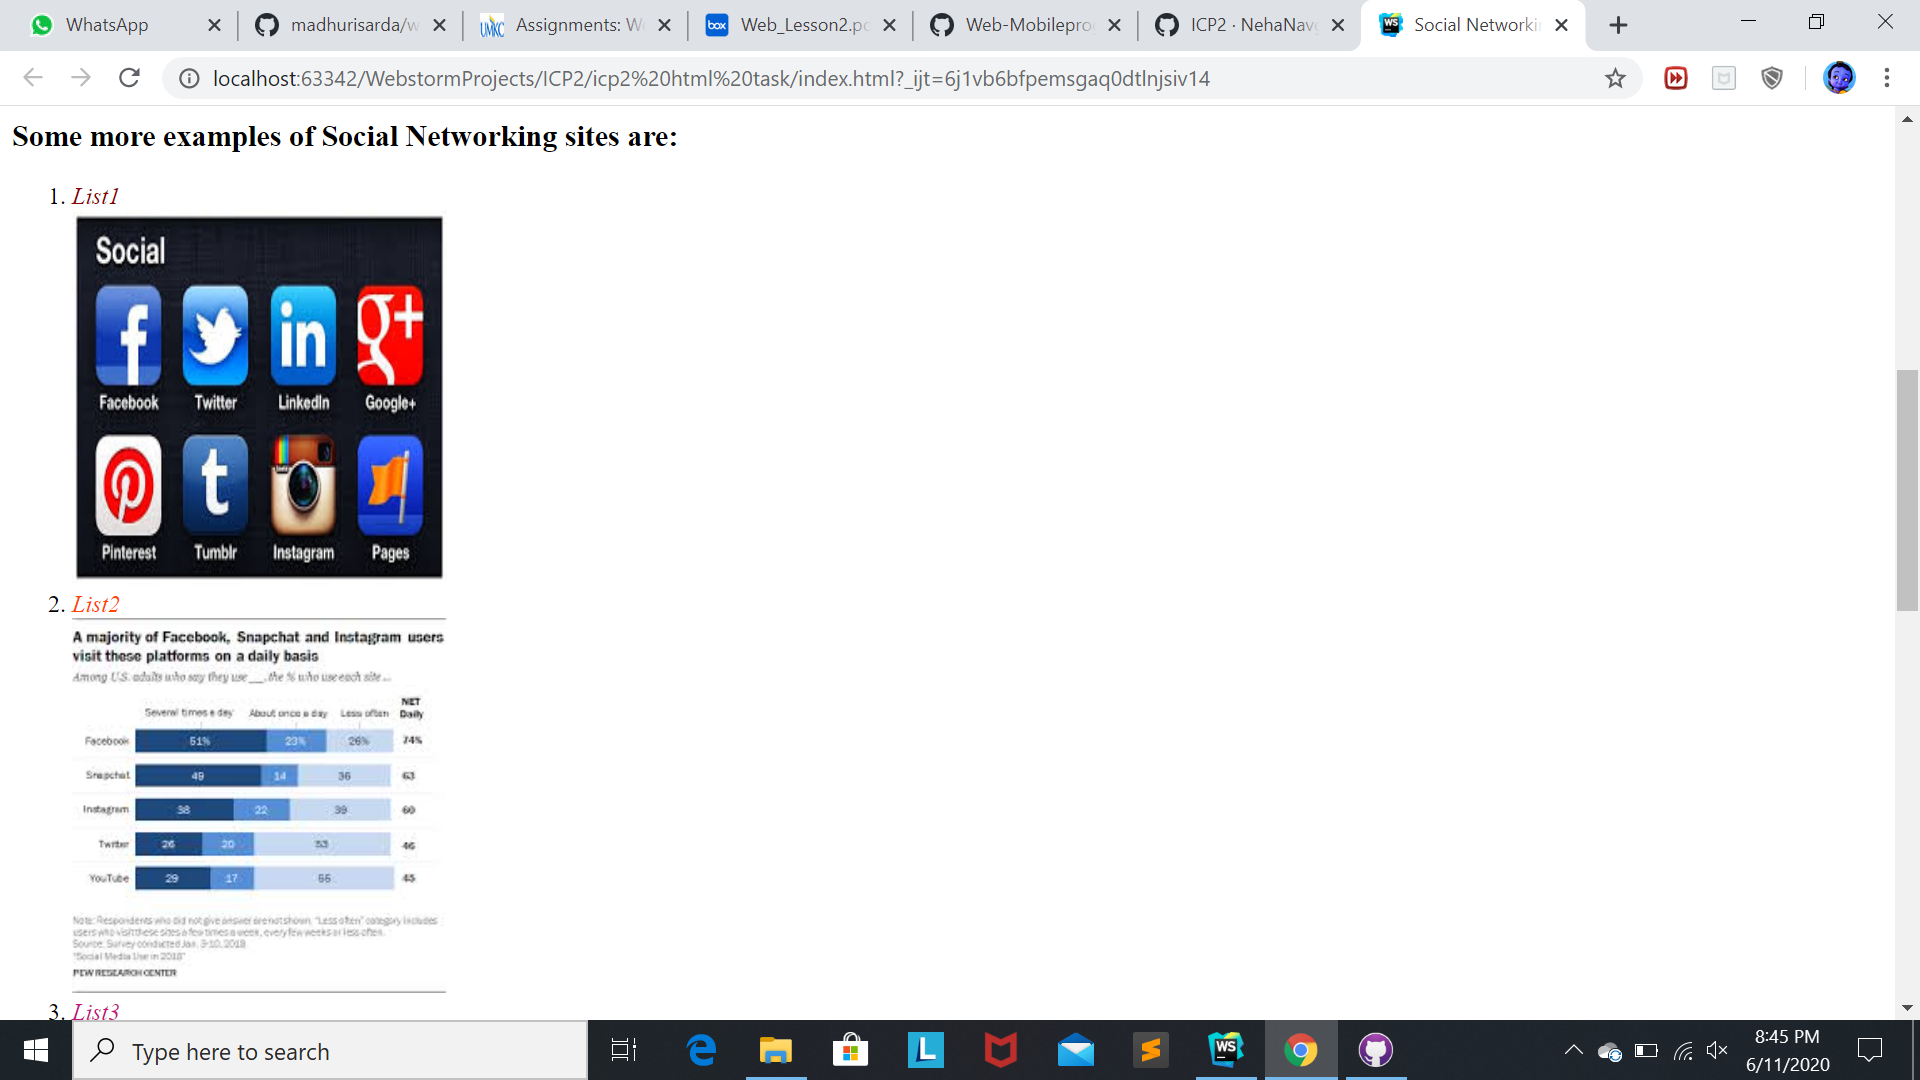 WhatsApp
madhurisarda/w
Assignments: W
Web_Lesson2.p
Web-Mobilepro
ICP2 · NehaNav
Social Networki
localhost:63342/WebstormProjects/ICP2/icp2%20html%20task/index.html?_ijt=6j1vb6bfpemsgaq0dtlnjsiv14
Some more examples of Social Networking sites are:
1. List1
Social
Facebook Twitter LinkedIn Google+
Pinterest Tumblr Instagram Pages
2. List2
A majority of Facebook, Snapchat and Instagram users
visit these platforms on a daily basis
Among U.S. adults who say they use __, the % who use each site ...
NET
Several times a day About once a day Less often Daily
Facebook 51% 23% 26% 74%
Snapchat 49 14 36 63
Instagram 38 22 39 60
Twitter 26 20 53 46
YouTube 29 17 55 45
Note: Respondents who did not give answer are not shown. "Less often" category includes
users who visit these sites a few times a week, every few weeks or less often.
Source: Survey conducted Jan. 3-10, 2018.
"Social Media Use in 2018"
PEW RESEARCH CENTER
3. List3
Type here to search
8:45 PM
6/11/2020